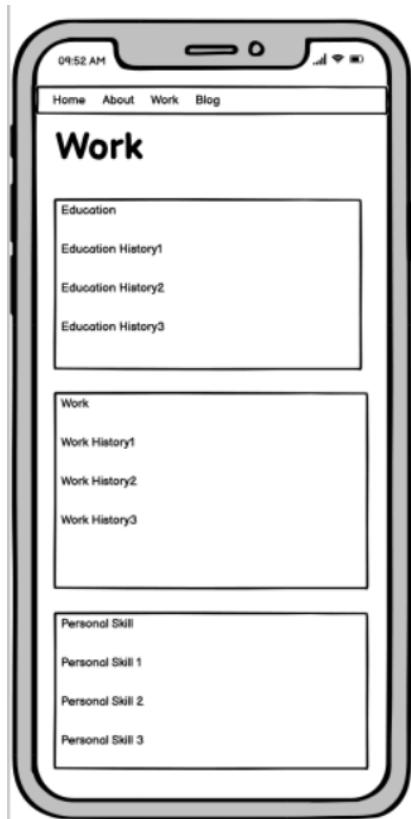 09:52 AM
Home About Work Blog
Work
Education
Education History1
Education History2
Education History3
Work
Work History1
Work History2
Work History3
Personal Skill
Personal Skill 1
Personal Skill 2
Personal Skill 3